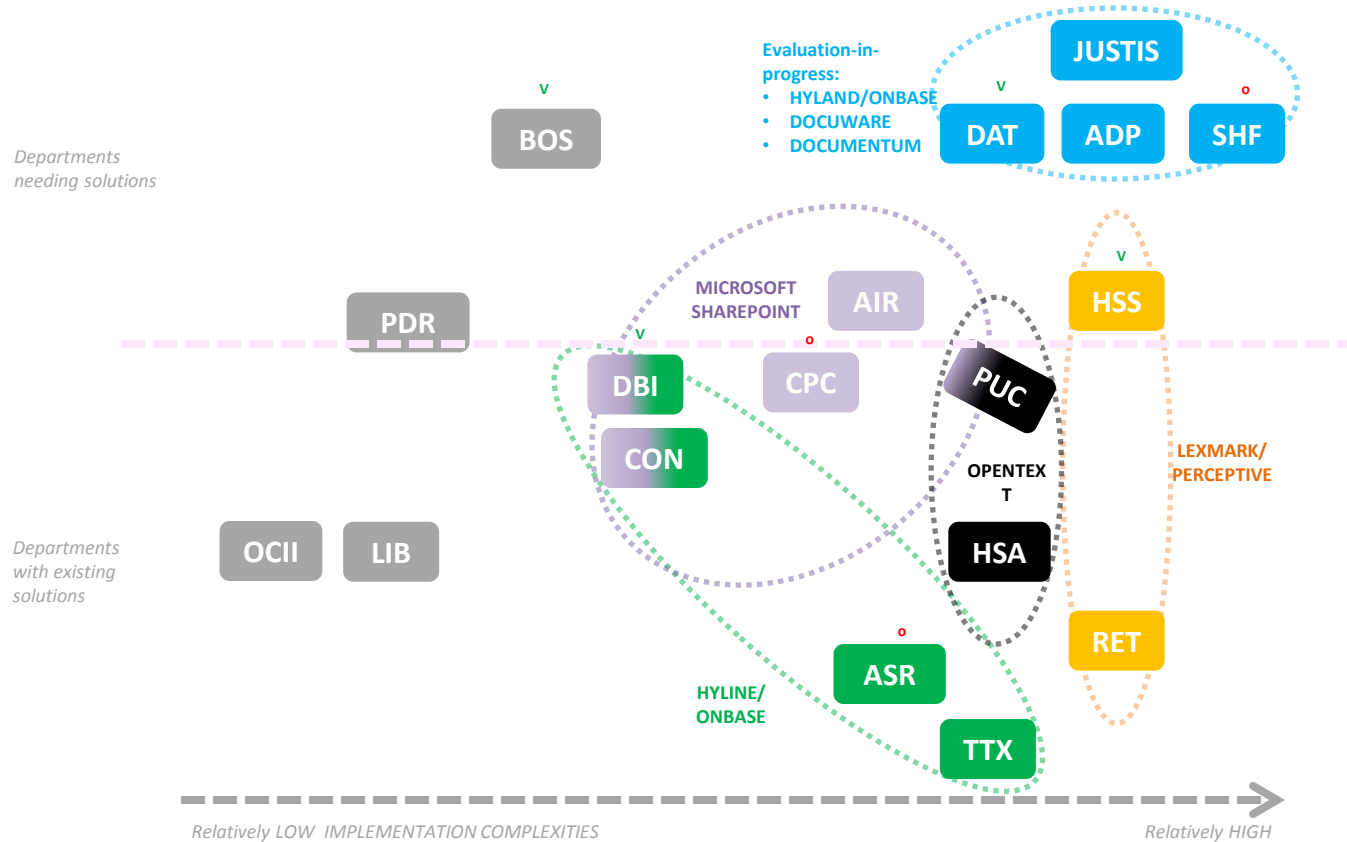 Evaluation-in-
progress:
• HYLAND/ONBASE
• DOCUWARE
• DOCUMENTUM
JUSTIS
V
o
DAT
ADP
SHF
V
BOS
Departments
needing solutions
MICROSOFT
SHAREPOINT
AIR
V
HSS
PDR
V
DBI
o
CPC
PUC
CON
OPENTEX
T
LEXMARK/
PERCEPTIVE
OCII
LIB
HSA
Departments
with existing
solutions
o
ASR
RET
HYLINE/
ONBASE
TTX
Relatively LOW IMPLEMENTATION COMPLEXITIES
Relatively HIGH